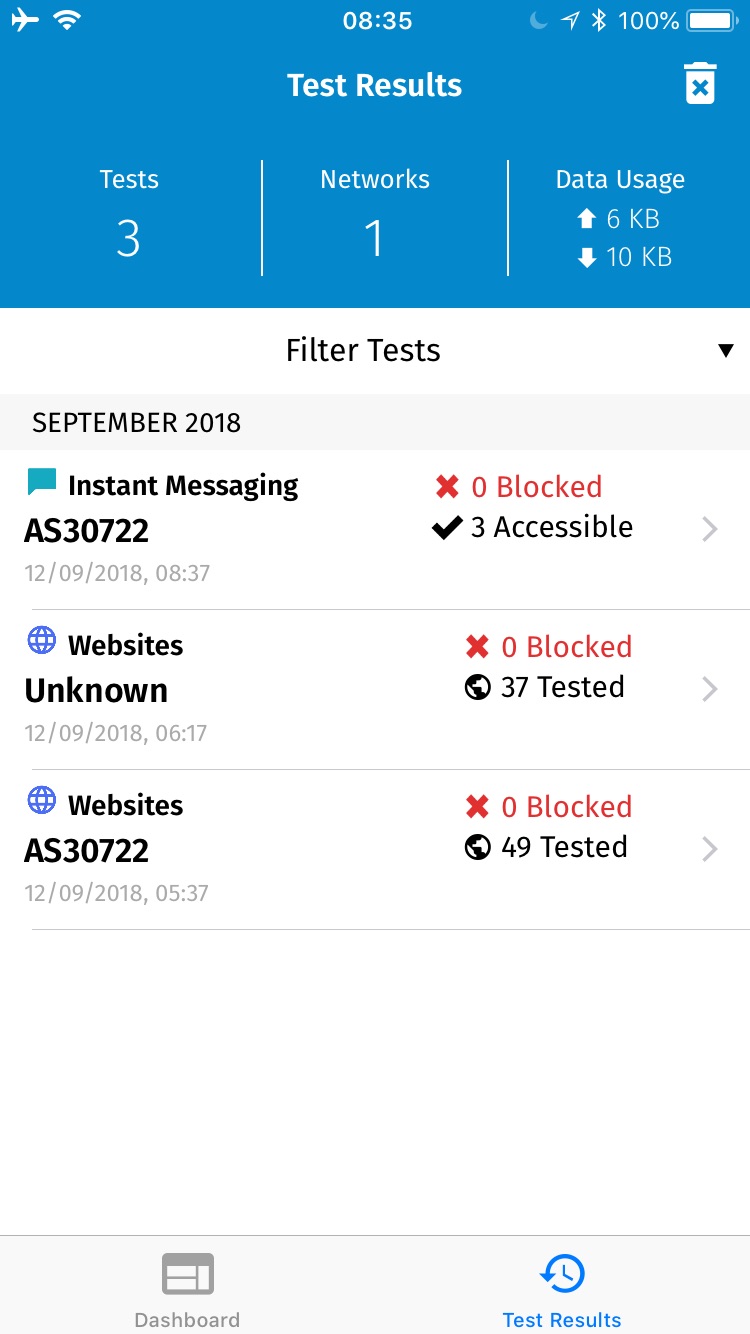 08:35
100%
Test Results
Tests
Networks
Data Usage
3
1
6 KB
10 KB
Filter Tests
SEPTEMBER 2018
Instant Messaging
0 Blocked
AS30722
3 Accessible
12/09/2018, 08:37
Websites
0 Blocked
Unknown
37 Tested
12/09/2018, 06:17
Websites
0 Blocked
AS30722
49 Tested
12/09/2018, 05:37
Dashboard
Test Results